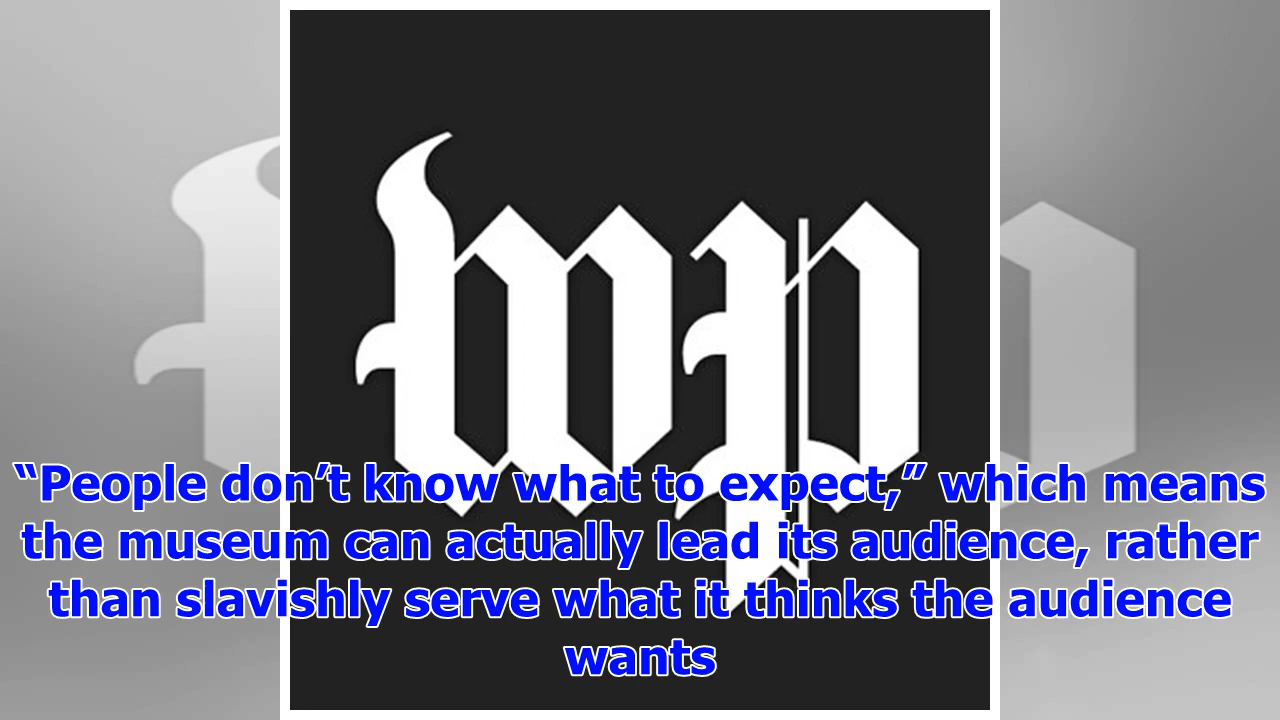 wp
“People don’t know what to expect,” which means
the museum can actually lead its audience, rather
than slavishly serve what it thinks the audience
wants